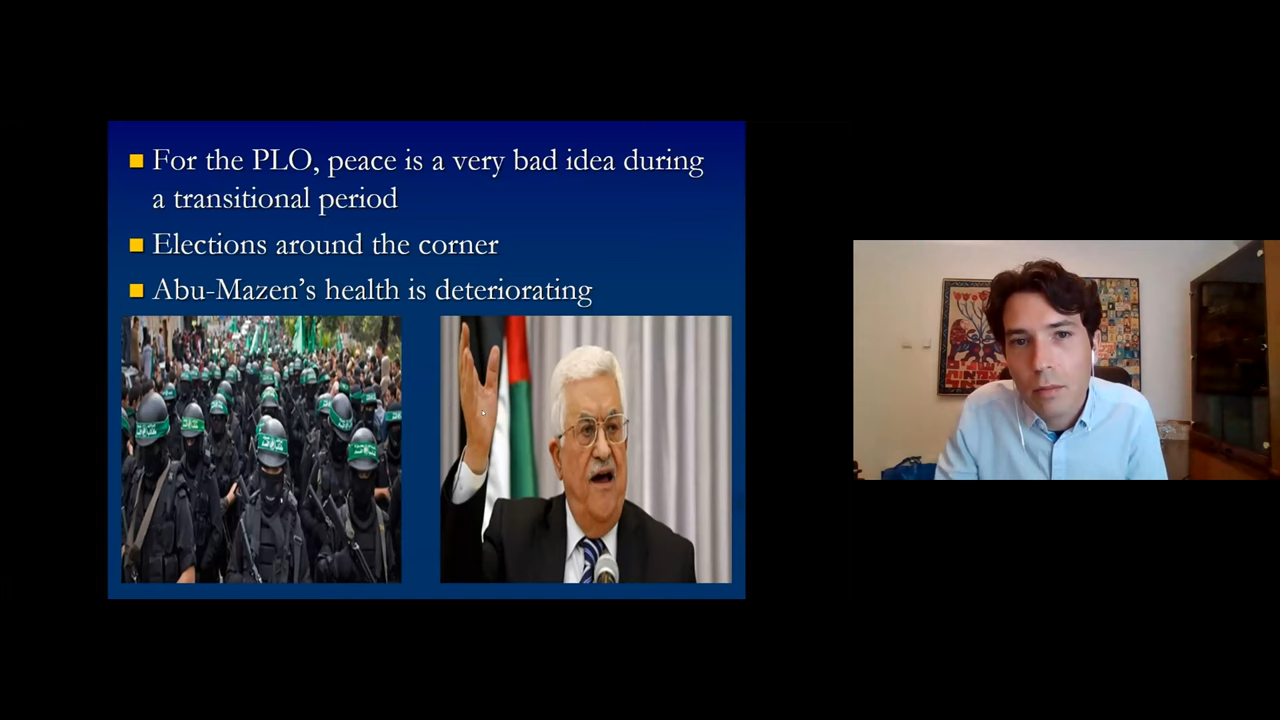 For the PLO, peace is a very bad idea during
a transitional period
Elections around the corner
Abu-Mazen's health is deteriorating